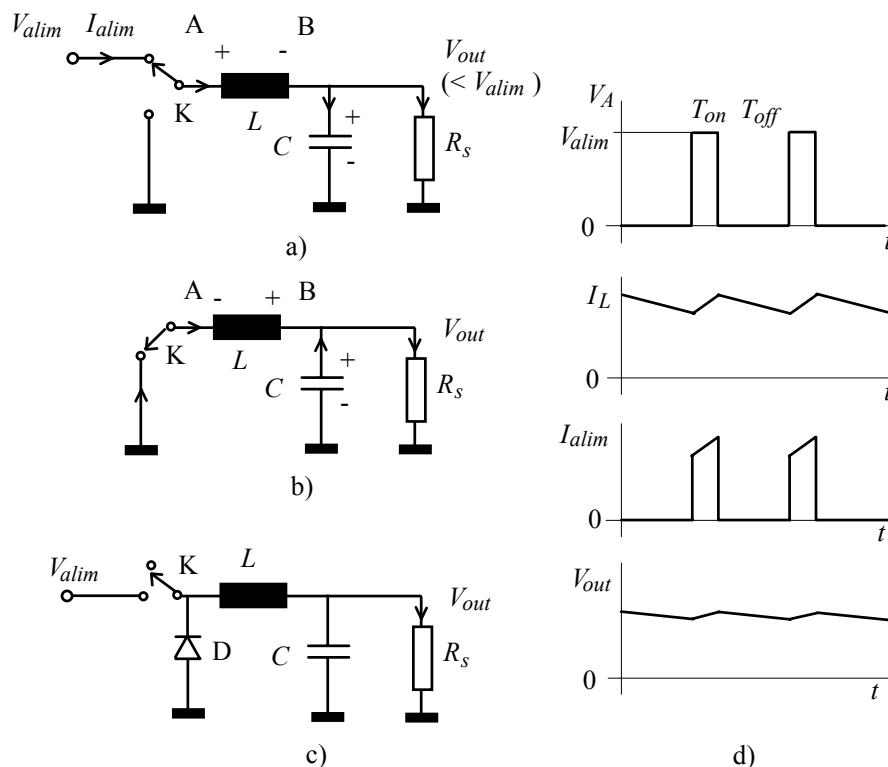 V_alim I_alim A B
+ -
V_out
(< V_alim )
K
L
C
+
-
R_s
a)
A - + B
V_out
K
L
C
+
-
R_s
b)
V_alim
K
L
V_out
D
C
R_s
c)
V_A
T_on T_off
V_alim
0
t
I_L
0
t
I_alim
0
t
V_out
0
t
d)